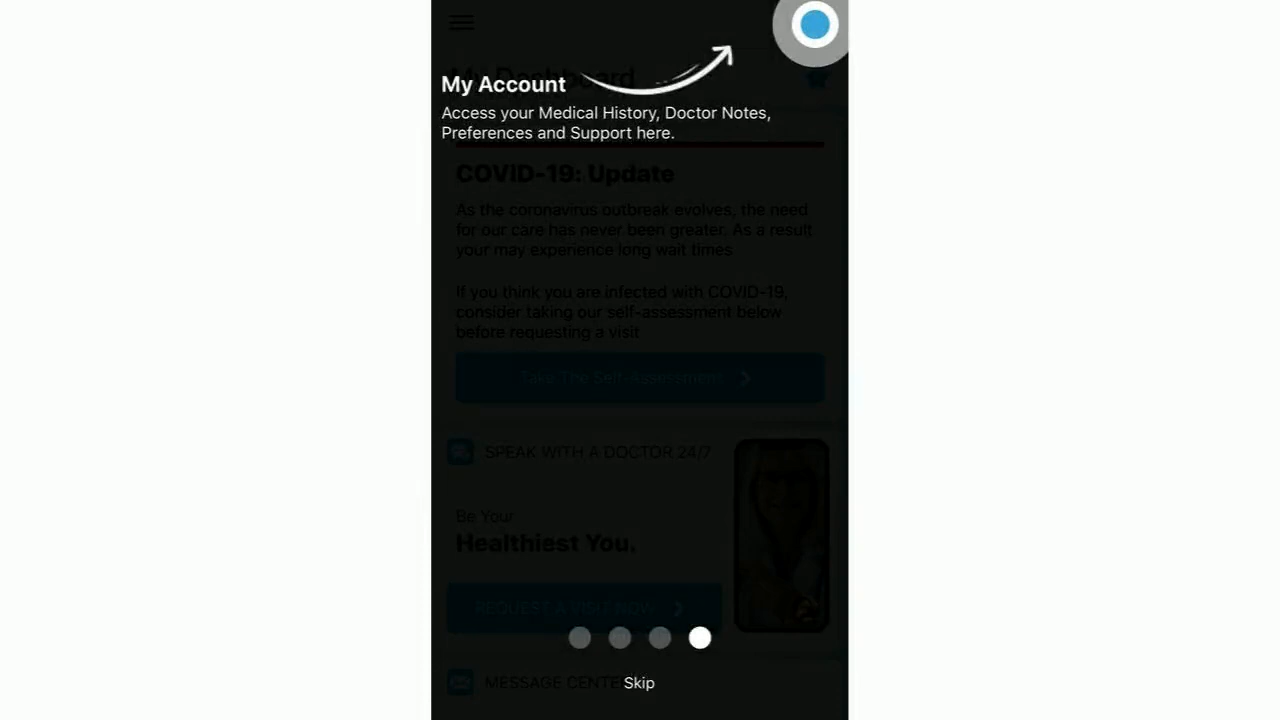 My Dashboard
My Account
Access your Medical History, Doctor Notes,
Preferences and Support here.
COVID-19: Update
As the coronavirus outbreak evolves, the need
for our care has never been greater. As a result
your may experience long wait times
If you think you are infected with COVID-19,
consider taking our self-assessment below
before requesting a visit
Take The Self-Assessment
SPEAK WITH A DOCTOR 24/7
Be Your
Healthiest You.
REQUEST A VISIT NOW
MESSAGE CENTER
Skip